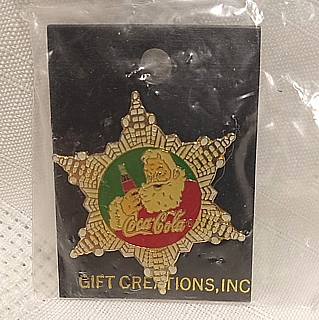 Coca-Cola
GIFT CREATIONS, INC